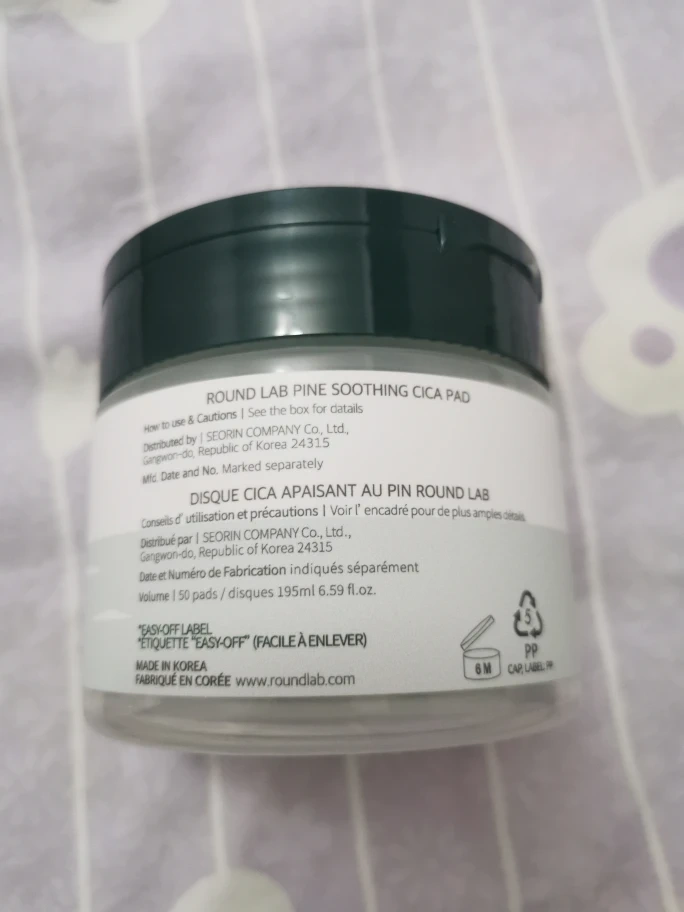 ROUND LAB PINE SOOTHING CICA PAD
How to use & Cautions | See the box for datails
Distributed by | SEORIN COMPANY Co., Ltd.,
Gangwon-do, Republic of Korea 24315
Mfd. Date and No. Marked separately
DISQUE CICA APAISANT AU PIN ROUND LAB
Conseils d' utilisation et précautions | Voir l' encadré pour de plus amples détails
Distribué par | SEORIN COMPANY Co., Ltd.,
Gangwon-do, Republic of Korea 24315
Date et Numéro de Fabrication indiqués séparément
Volume | 50 pads / disques 195ml 6.59 fl.oz.
*EASY-OFF LABEL
*ÉTIQUETTE "EASY-OFF" (FACILE À ENLEVER)
MADE IN KOREA
FABRIQUÉ EN CORÉE www.roundlab.com
6 M
5
PP
CAP, LABEL, PP